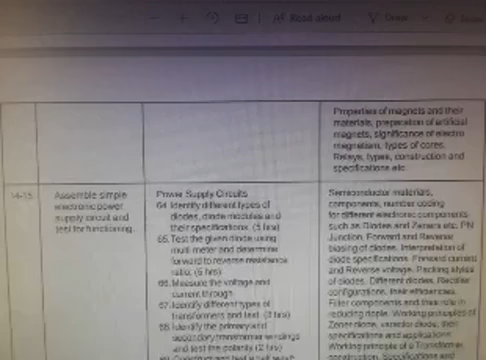 Read aloud
Draw
Properties of magnets and their
materials, preparation of artificial
magnets, significance of electro
magnetism, types of cores.
Relays, types, construction and
specifications etc.
14-15
Assemble simple
electronic power
supply circuit and
test for functioning.
Power Supply Circuits
64. Identify different types of
diodes, diode modules and
their specifications. (5 hrs)
65. Test the given diode using
multi meter and determine
forward to reverse resistance
ratio. (5 hrs)
66. Measure the voltage and
current through
67. Identify different types of
transformers and test. (3 hrs)
68. Identify the primary and
secondary transformer windings
and test the polarity (2 hrs)
Semiconductor materials,
components, number coding
for different electronic components
such as Diodes and Zeners etc. PN
Junction, Forward and Reverse
biasing of diodes. Interpretation of
diode specifications. Forward current
and Reverse voltage. Packing styles
of diodes. Different diodes, Rectifier
configurations, their efficiencies.
Filter components and their role in
reducing ripple. Working principles of
Zener diode, varactor diode, their
specifications and applications.
Working principle of a Transformer,
construction, Specifications and